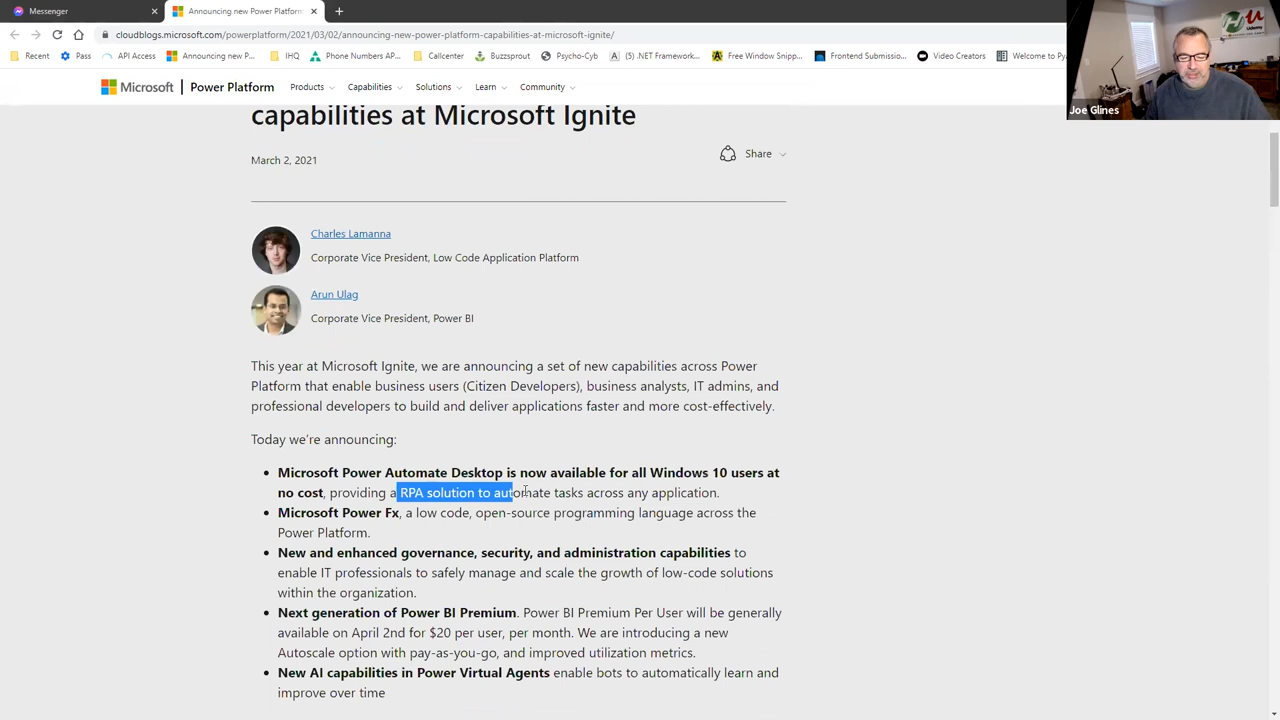 Messenger
Announcing new Power Platform
cloudblogs.microsoft.com/powerplatform/2021/03/02/announcing-new-power-platform-capabilities-at-microsoft-ignite/
Recent
Pass
API Access
Announcing new P...
IHQ
Phone Numbers AP...
Callcenter
Buzzsprout
Psycho-Cyb
(5) .NET Framework...
Free Window Snipp...
Frontend Submissio...
Video Creators
Welcome to Py
Joe Glines
Microsoft
Power Platform
Products
Capabilities
Solutions
Learn
Community
capabilities at Microsoft Ignite
March 2, 2021
Share
Charles Lamanna
Corporate Vice President, Low Code Application Platform
Arun Ulag
Corporate Vice President, Power BI
This year at Microsoft Ignite, we are announcing a set of new capabilities across Power
Platform that enable business users (Citizen Developers), business analysts, IT admins, and
professional developers to build and deliver applications faster and more cost-effectively.
Today we're announcing:
• Microsoft Power Automate Desktop is now available for all Windows 10 users at
no cost, providing a RPA solution to automate tasks across any application.
• Microsoft Power Fx, a low code, open-source programming language across the
Power Platform.
• New and enhanced governance, security, and administration capabilities to
enable IT professionals to safely manage and scale the growth of low-code solutions
within the organization.
• Next generation of Power BI Premium. Power BI Premium Per User will be generally
available on April 2nd for $20 per user, per month. We are introducing a new
Autoscale option with pay-as-you-go, and improved utilization metrics.
• New AI capabilities in Power Virtual Agents enable bots to automatically learn and
improve over time